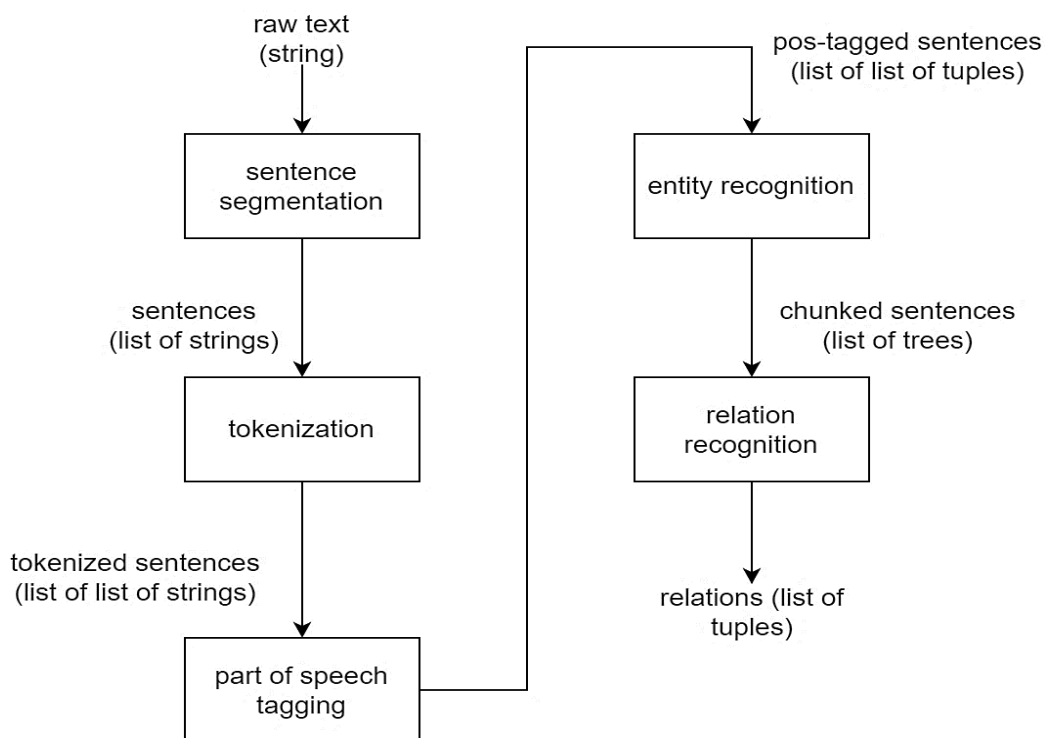 raw text
(string)
sentence
segmentation
sentences
(list of strings)
tokenization
tokenized sentences
(list of list of strings)
part of speech
tagging
pos-tagged sentences
(list of list of tuples)
entity recognition
chunked sentences
(list of trees)
relation
recognition
relations (list of
tuples)